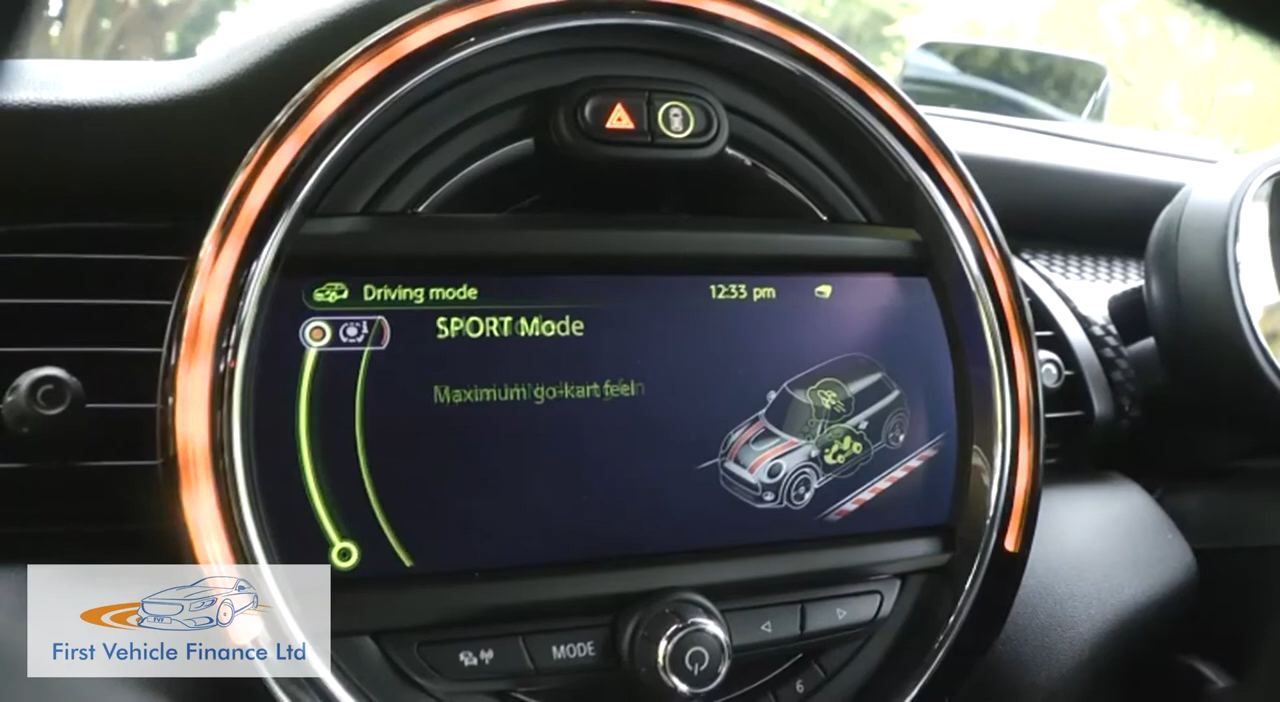 Driving mode
12:33 pm
SPORT Mode
Maximum go-kart feel
MODE
6
First Vehicle Finance Ltd